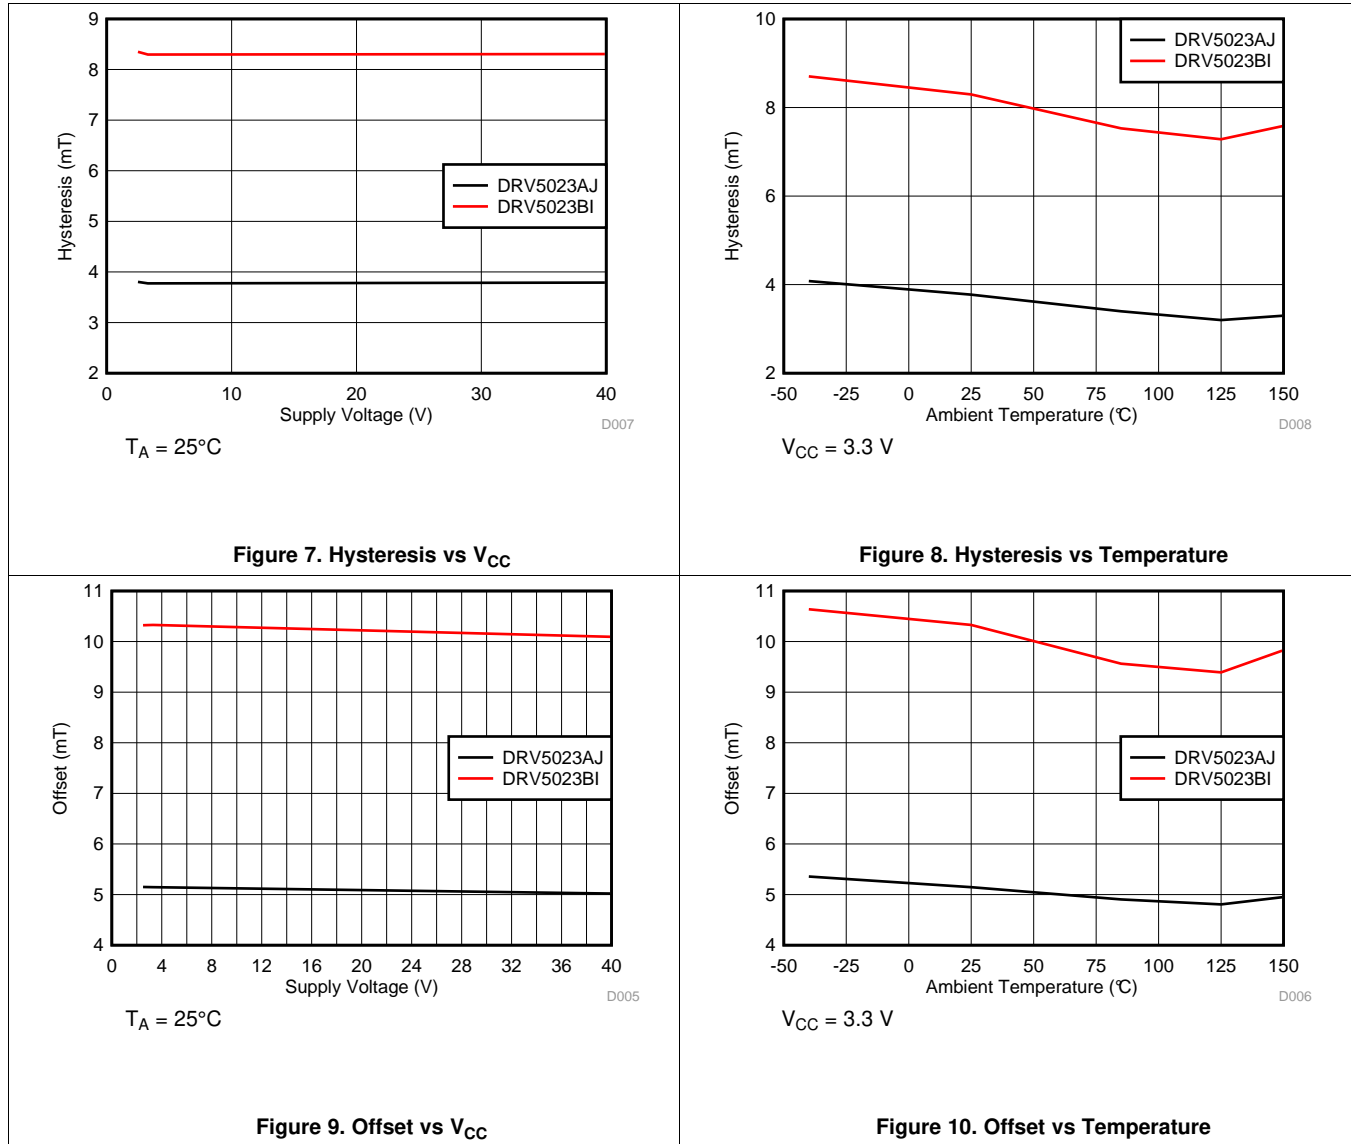 9
8
7
6
5
4
3
2
Hysteresis (mT)
DRV5023AJ
DRV5023BI
0 10 20 30 40
Supply Voltage (V)
D007
TA = 25°C
Figure 7. Hysteresis vs VCC
10
8
6
4
2
Hysteresis (mT)
DRV5023AJ
DRV5023BI
-50 -25 0 25 50 75 100 125 150
Ambient Temperature (°C)
D008
VCC = 3.3 V
Figure 8. Hysteresis vs Temperature
11
10
9
8
7
6
5
4
Offset (mT)
DRV5023AJ
DRV5023BI
0 4 8 12 16 20 24 28 32 36 40
Supply Voltage (V)
D005
TA = 25°C
Figure 9. Offset vs VCC
11
10
9
8
7
6
5
4
Offset (mT)
DRV5023AJ
DRV5023BI
-50 -25 0 25 50 75 100 125 150
Ambient Temperature (°C)
D006
VCC = 3.3 V
Figure 10. Offset vs Temperature